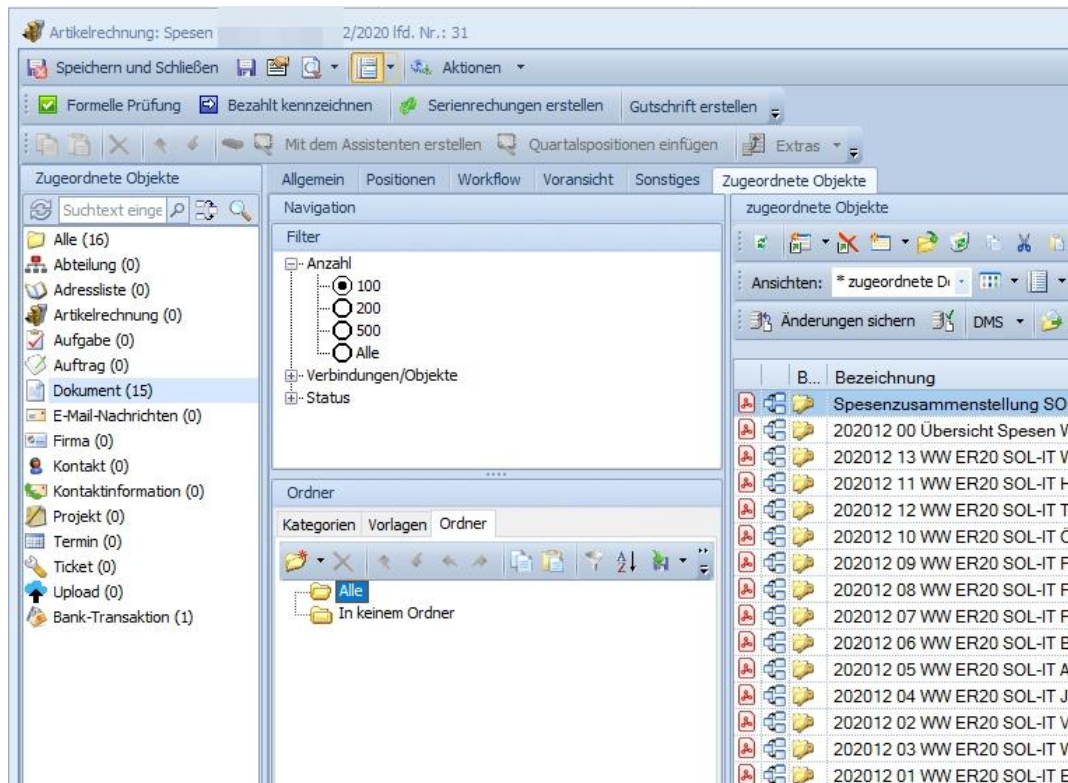 Artikelrechnung: Spesen 2/2020 lfd. Nr.: 31
Speichern und Schließen Aktionen
Formelle Prüfung Bezahlt kennzeichnen Serienrechungen erstellen Gutschrift erstellen
Mit dem Assistenten erstellen Quartalspositionen einfügen Extras
Zugeordnete Objekte
Suchtext einge
Alle (16)
Abteilung (0)
Adressliste (0)
Artikelrechnung (0)
Aufgabe (0)
Auftrag (0)
Dokument (15)
E-Mail-Nachrichten (0)
Firma (0)
Kontakt (0)
Kontaktinformation (0)
Projekt (0)
Termin (0)
Ticket (0)
Upload (0)
Bank-Transaktion (1)
Allgemein Positionen Workflow Voransicht Sonstiges Zugeordnete Objekte
Navigation
Filter
Anzahl
100
200
500
Alle
Verbindungen/Objekte
Status
Ordner
Kategorien Vorlagen Ordner
Alle
In keinem Ordner
zugeordnete Objekte
Ansichten: * zugeordnete D
Änderungen sichern DMS
B... Bezeichnung
Spesenzusammenstellung SO
202012 00 Übersicht Spesen W
202012 13 WW ER20 SOL-IT W
202012 11 WW ER20 SOL-IT H
202012 12 WW ER20 SOL-IT T
202012 10 WW ER20 SOL-IT Ö
202012 09 WW ER20 SOL-IT F
202012 08 WW ER20 SOL-IT F
202012 07 WW ER20 SOL-IT F
202012 06 WW ER20 SOL-IT B
202012 05 WW ER20 SOL-IT A
202012 04 WW ER20 SOL-IT J
202012 02 WW ER20 SOL-IT V
202012 03 WW ER20 SOL-IT W
202012 01 WW ER20 SOL-IT E